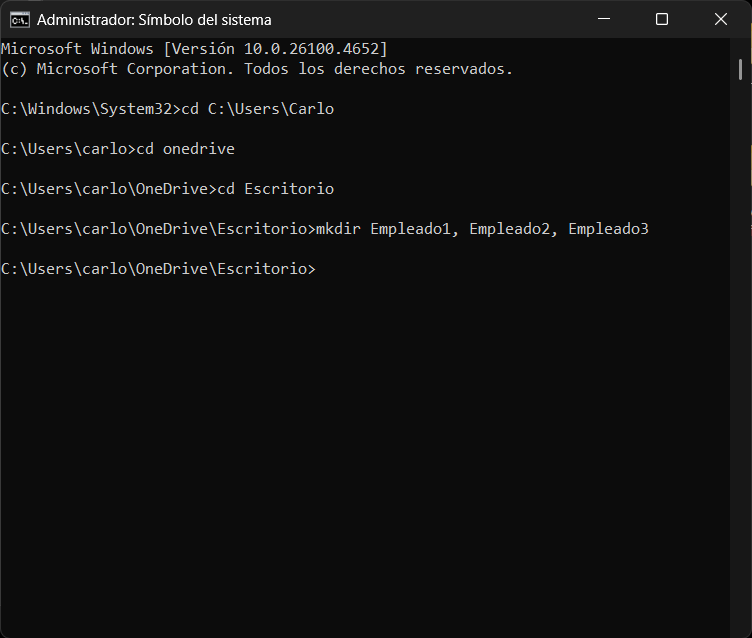 Administrador: Símbolo del sistema
Microsoft Windows [Versión 10.0.26100.4652]
(c) Microsoft Corporation. Todos los derechos reservados.
C:\Windows\System32>cd C:\Users\Carlo
C:\Users\carlo>cd onedrive
C:\Users\carlo\OneDrive>cd Escritorio
C:\Users\carlo\OneDrive\Escritorio>mkdir Empleado1, Empleado2, Empleado3
C:\Users\carlo\OneDrive\Escritorio>